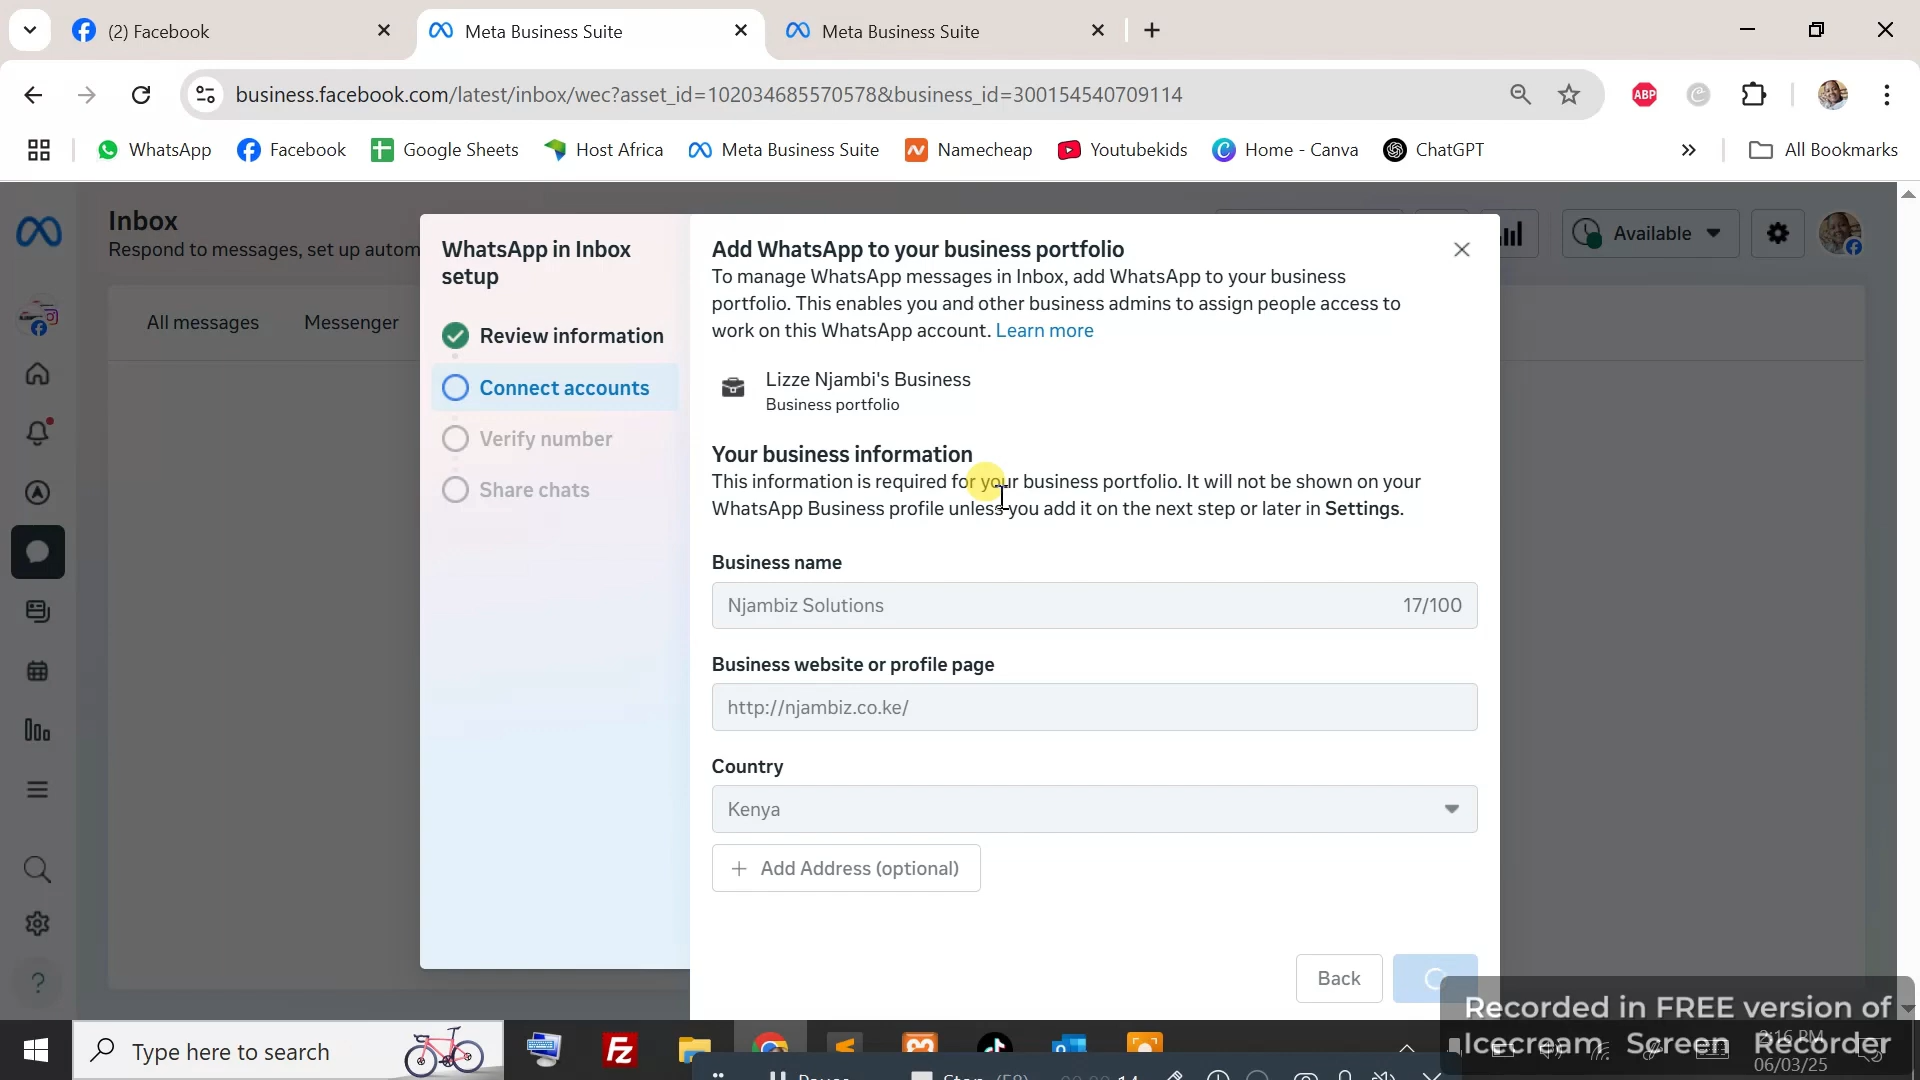 (2) Facebook
Meta Business Suite
Meta Business Suite
business.facebook.com/latest/inbox/wec?asset_id=102034685570578&business_id=300154540709114
ABP
WhatsApp
Facebook
Google Sheets
Host Africa
Meta Business Suite
Namecheap
Youtubekids
Home - Canva
ChatGPT
All Bookmarks
Inbox
Respond to messages, set up autom
Available
All messages
Messenger
WhatsApp in Inbox
setup
Review information
Connect accounts
Verify number
Share chats
Add WhatsApp to your business portfolio
To manage WhatsApp messages in Inbox, add WhatsApp to your business
portfolio. This enables you and other business admins to assign people access to
work on this WhatsApp account. Learn more
Lizze Njambi's Business
Business portfolio
Your business information
This information is required for your business portfolio. It will not be shown on your
WhatsApp Business profile unless you add it on the next step or later in Settings.
Business name
Njambiz Solutions
17/100
Business website or profile page
http://njambiz.co.ke/
Country
Kenya
+ Add Address (optional)
Back
Recorded in FREE version of
Icecream Screen Recorder
Type here to search
2:16 PM
06/03/25